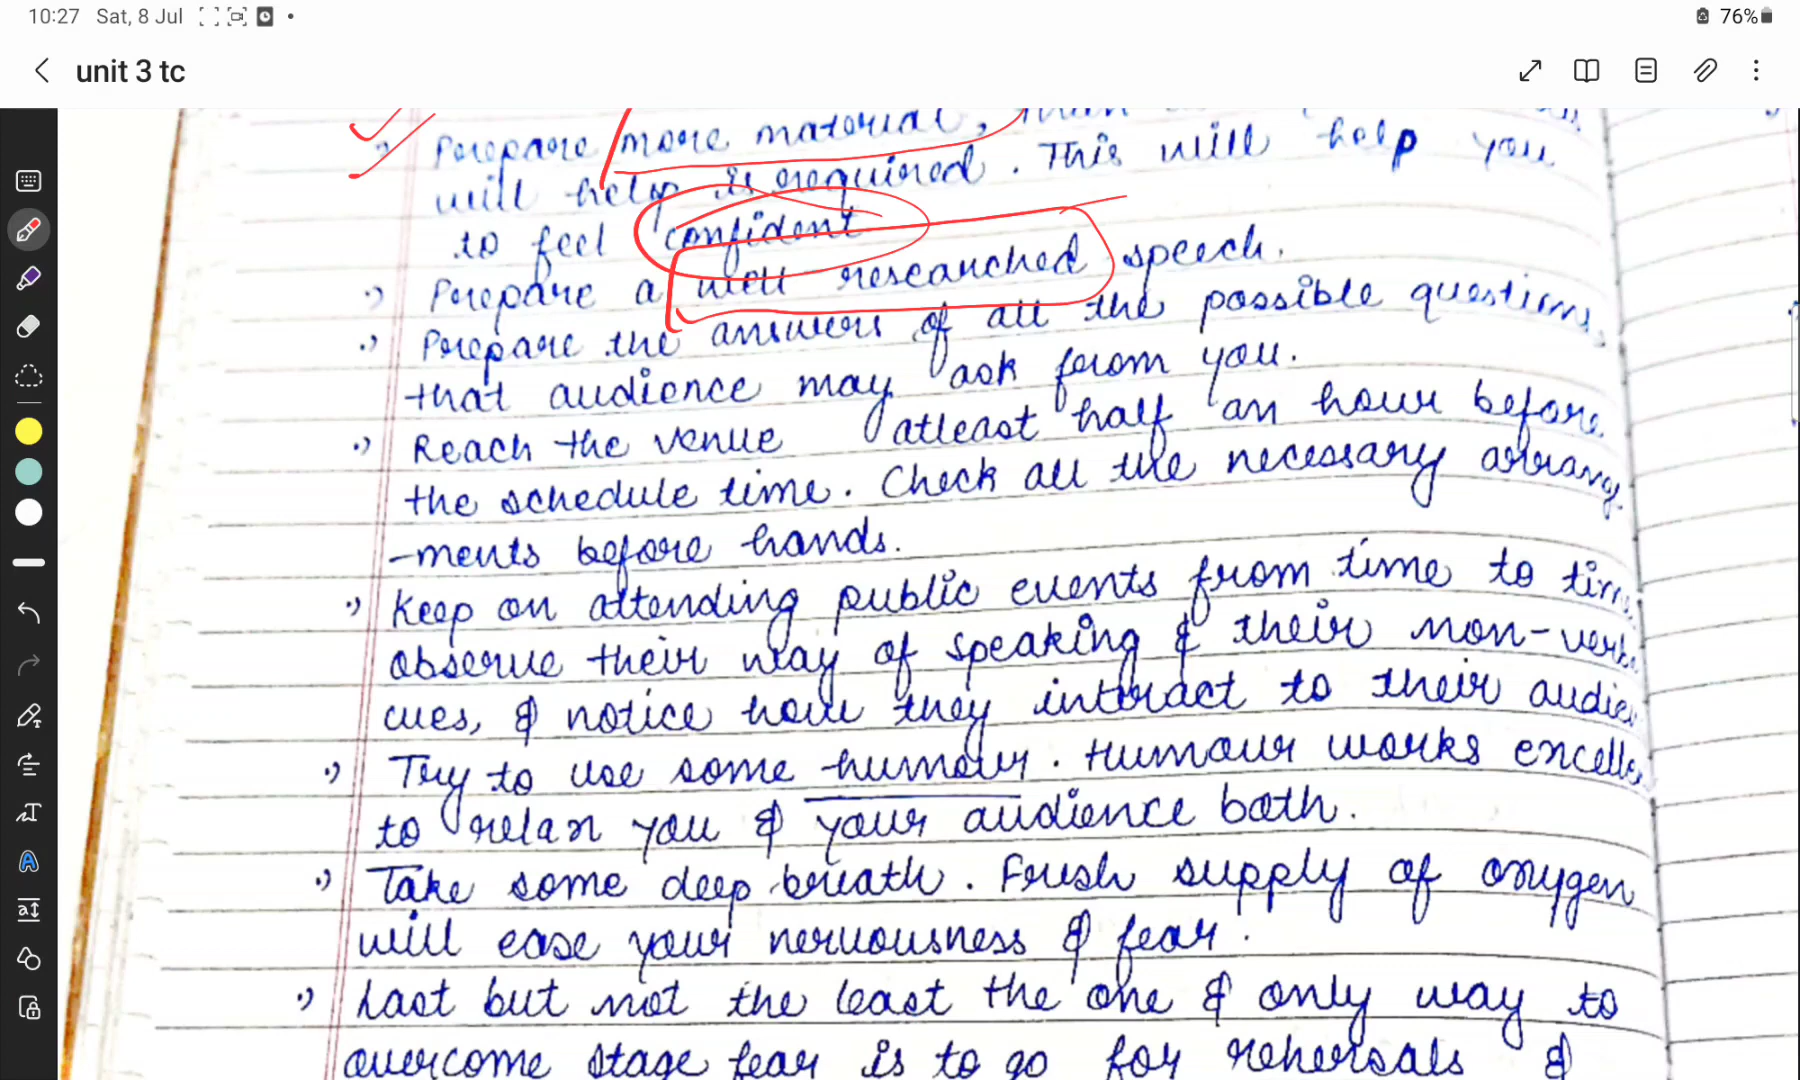 10:27 Sat, 8 Jul
76%
unit 3 tc
Prepare more material, than
will help is required. This will help you
to feel confident
Prepare a well researched speech.
Prepare the answers of all the possible questions
that audience may ask from you.
Reach the venue atleast half an hour before
the schedule time. Check all the necessary arrang
-ments before hands.
Keep on attending public events from time to time
observe their way of speaking & their non-verb
cues, & notice how they interact to their audie
Try to use some humour. Humour works excelle
to relax you & your audience both.
Take some deep breath. Fresh supply of oxygen
will ease your nervousness & fear.
Last but not the least the one & only way to
overcome stage fear is to go for rehersals &